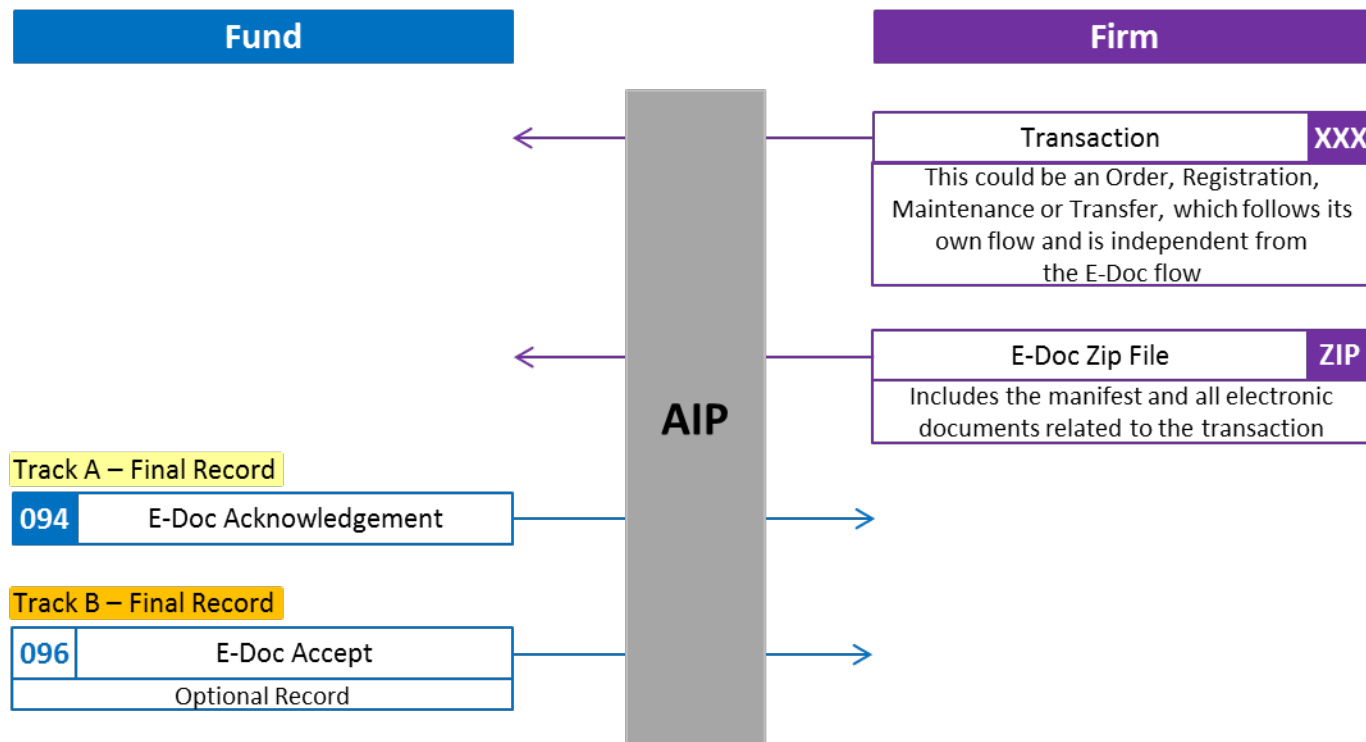 Fund
Firm
Transaction
XXX
This could be an Order, Registration,
Maintenance or Transfer, which follows its
own flow and is independent from
the E-Doc flow
E-Doc Zip File
ZIP
Includes the manifest and all electronic
documents related to the transaction
AIP
Track A – Final Record
094
E-Doc Acknowledgement
Track B – Final Record
096
E-Doc Accept
Optional Record